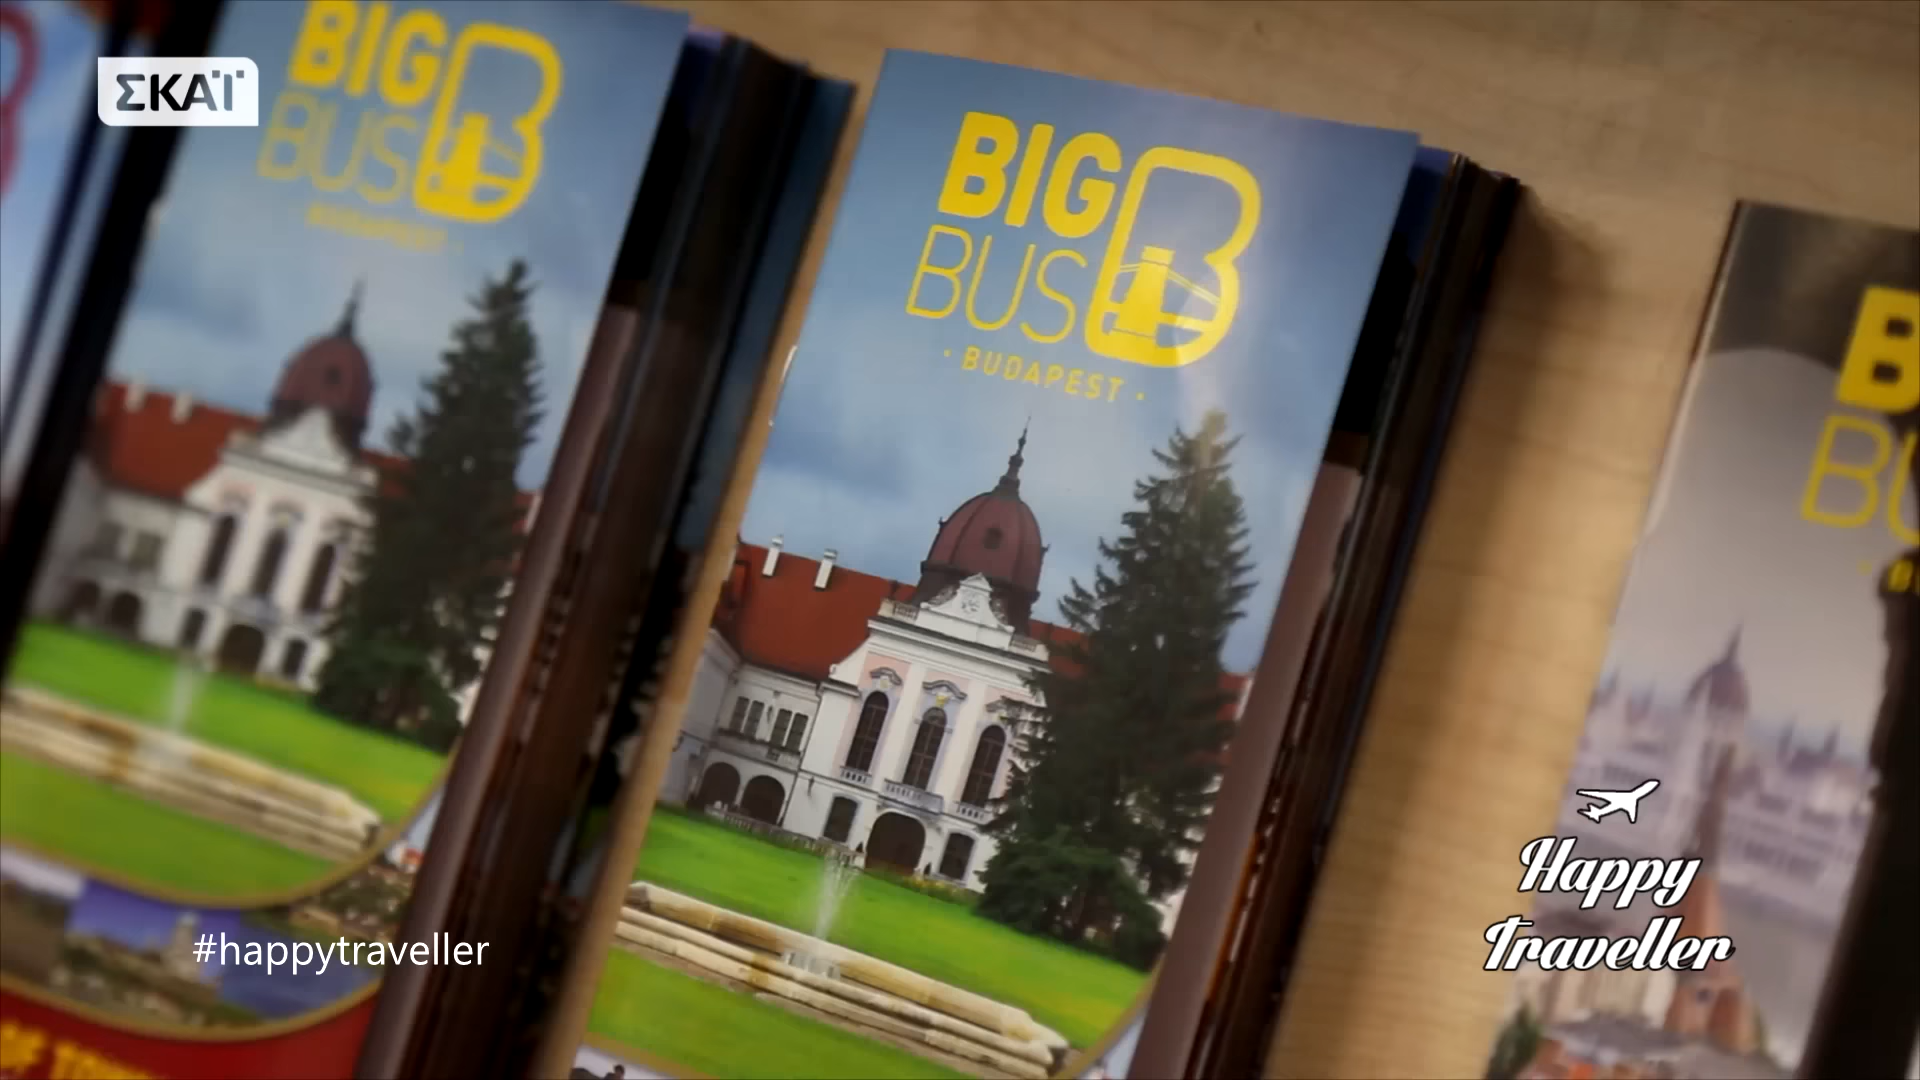 ΣΚΑΪ
BIG
BUS
BUDAPEST
BIG
BUS
· BUDAPEST ·
#happytraveller
Happy
Traveller